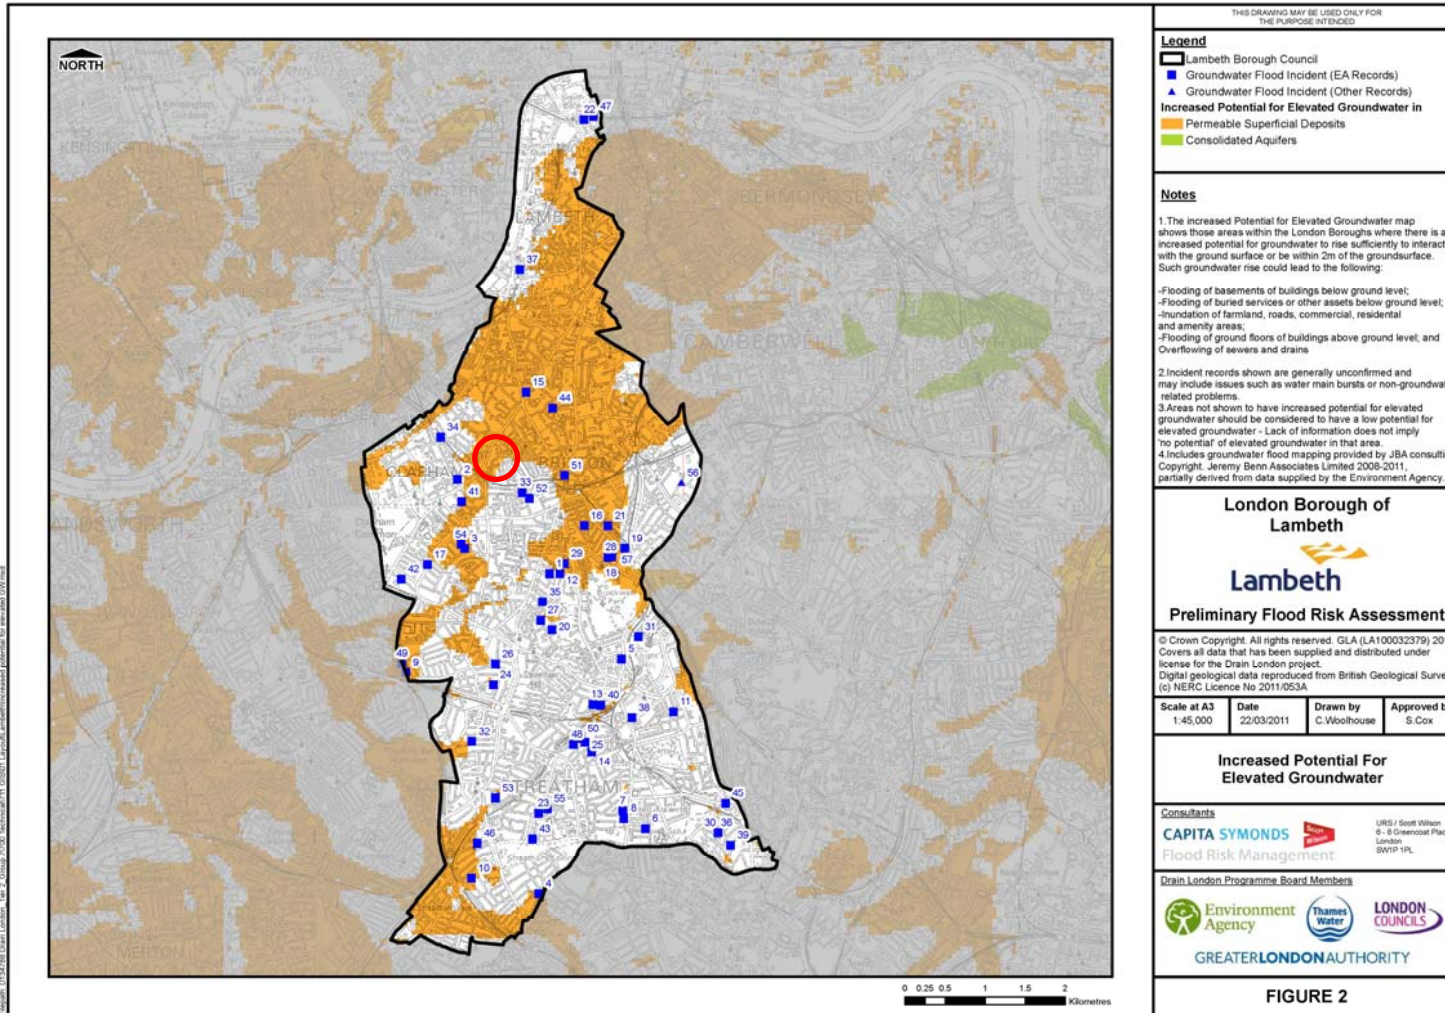 NORTH
KENSINGTON
WESTMINSTER
LAMBETH
BERMONDSEY
CAMBERWELL
CLAPHAM
BRIXTON
STREATHAM
MERTON
22
47
37
15
44
34
2
51
33
52
56
41
16
21
54
3
19
28
57
17
29
1
42
12
18
35
27
20
31
5
49
9
26
24
13
40
38
11
32
50
48
25
14
53
23
55
7
8
45
6
30
36
39
46
43
10
4
0 0.25 0.5 1 1.5 2
Kilometres
THIS DRAWING MAY BE USED ONLY FOR
THE PURPOSE INTENDED
Legend
Lambeth Borough Council
Groundwater Flood Incident (EA Records)
Groundwater Flood Incident (Other Records)
Increased Potential for Elevated Groundwater in
Permeable Superficial Deposits
Consolidated Aquifers
Notes
1.The increased Potential for Elevated Groundwater map
shows those areas within the London Boroughs where there is a
increased potential for groundwater to rise sufficiently to interact
with the ground surface or be within 2m of the groundsurface.
Such groundwater rise could lead to the following:
-Flooding of basements of buildings below ground level;
-Flooding of buried services or other assets below ground level;
-Inundation of farmland, roads, commercial, residental
and amenity areas;
-Flooding of ground floors of buildings above ground level; and
Overflowing of sewers and drains
2.Incident records shown are generally unconfirmed and
may include issues such as water main bursts or non-groundwat
related problems.
3.Areas not shown to have increased potential for elevated
groundwater should be considered to have a low potential for
elevated groundwater - Lack of information does not imply
'no potential' of elevated groundwater in that area.
4.Includes groundwater flood mapping provided by JBA consulti
Copyright. Jeremy Benn Associates Limited 2008-2011,
partially derived from data supplied by the Environment Agency.
London Borough of
Lambeth
Lambeth
Preliminary Flood Risk Assessment
© Crown Copyright. All rights reserved. GLA (LA100032379) 20
Covers all data that has been supplied and distributed under
license for the Drain London project.
Digital geological data reproduced from British Geological Surve
(c) NERC Licence No 2011/053A
Scale at A3 Date Drawn by Approved b
1:45,000 22/03/2011 C.Woolhouse S.Cox
Increased Potential For
Elevated Groundwater
Consultants
CAPITA SYMONDS Scott Wilson
Flood Risk Management
URS / Scott Wilson
6 - 8 Greencoat Plac
London
SW1P 1PL
Drain London Programme Board Members
Environment
Agency
Thames
Water
LONDON
COUNCILS
GREATERLONDONAUTHORITY
FIGURE 2